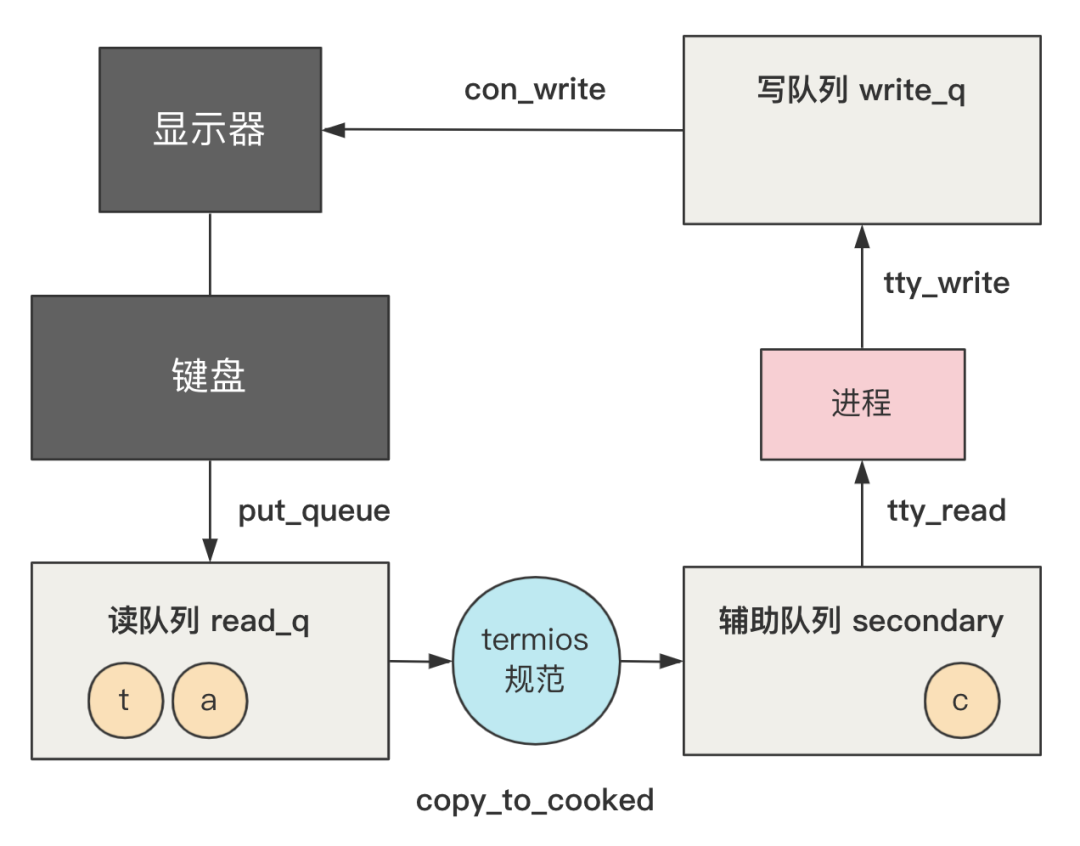 显示器
con_write
写队列 write_q
tty_write
键盘
进程
put_queue
tty_read
读队列 read_q
t a
termios
规范
辅助队列 secondary
c
copy_to_cooked